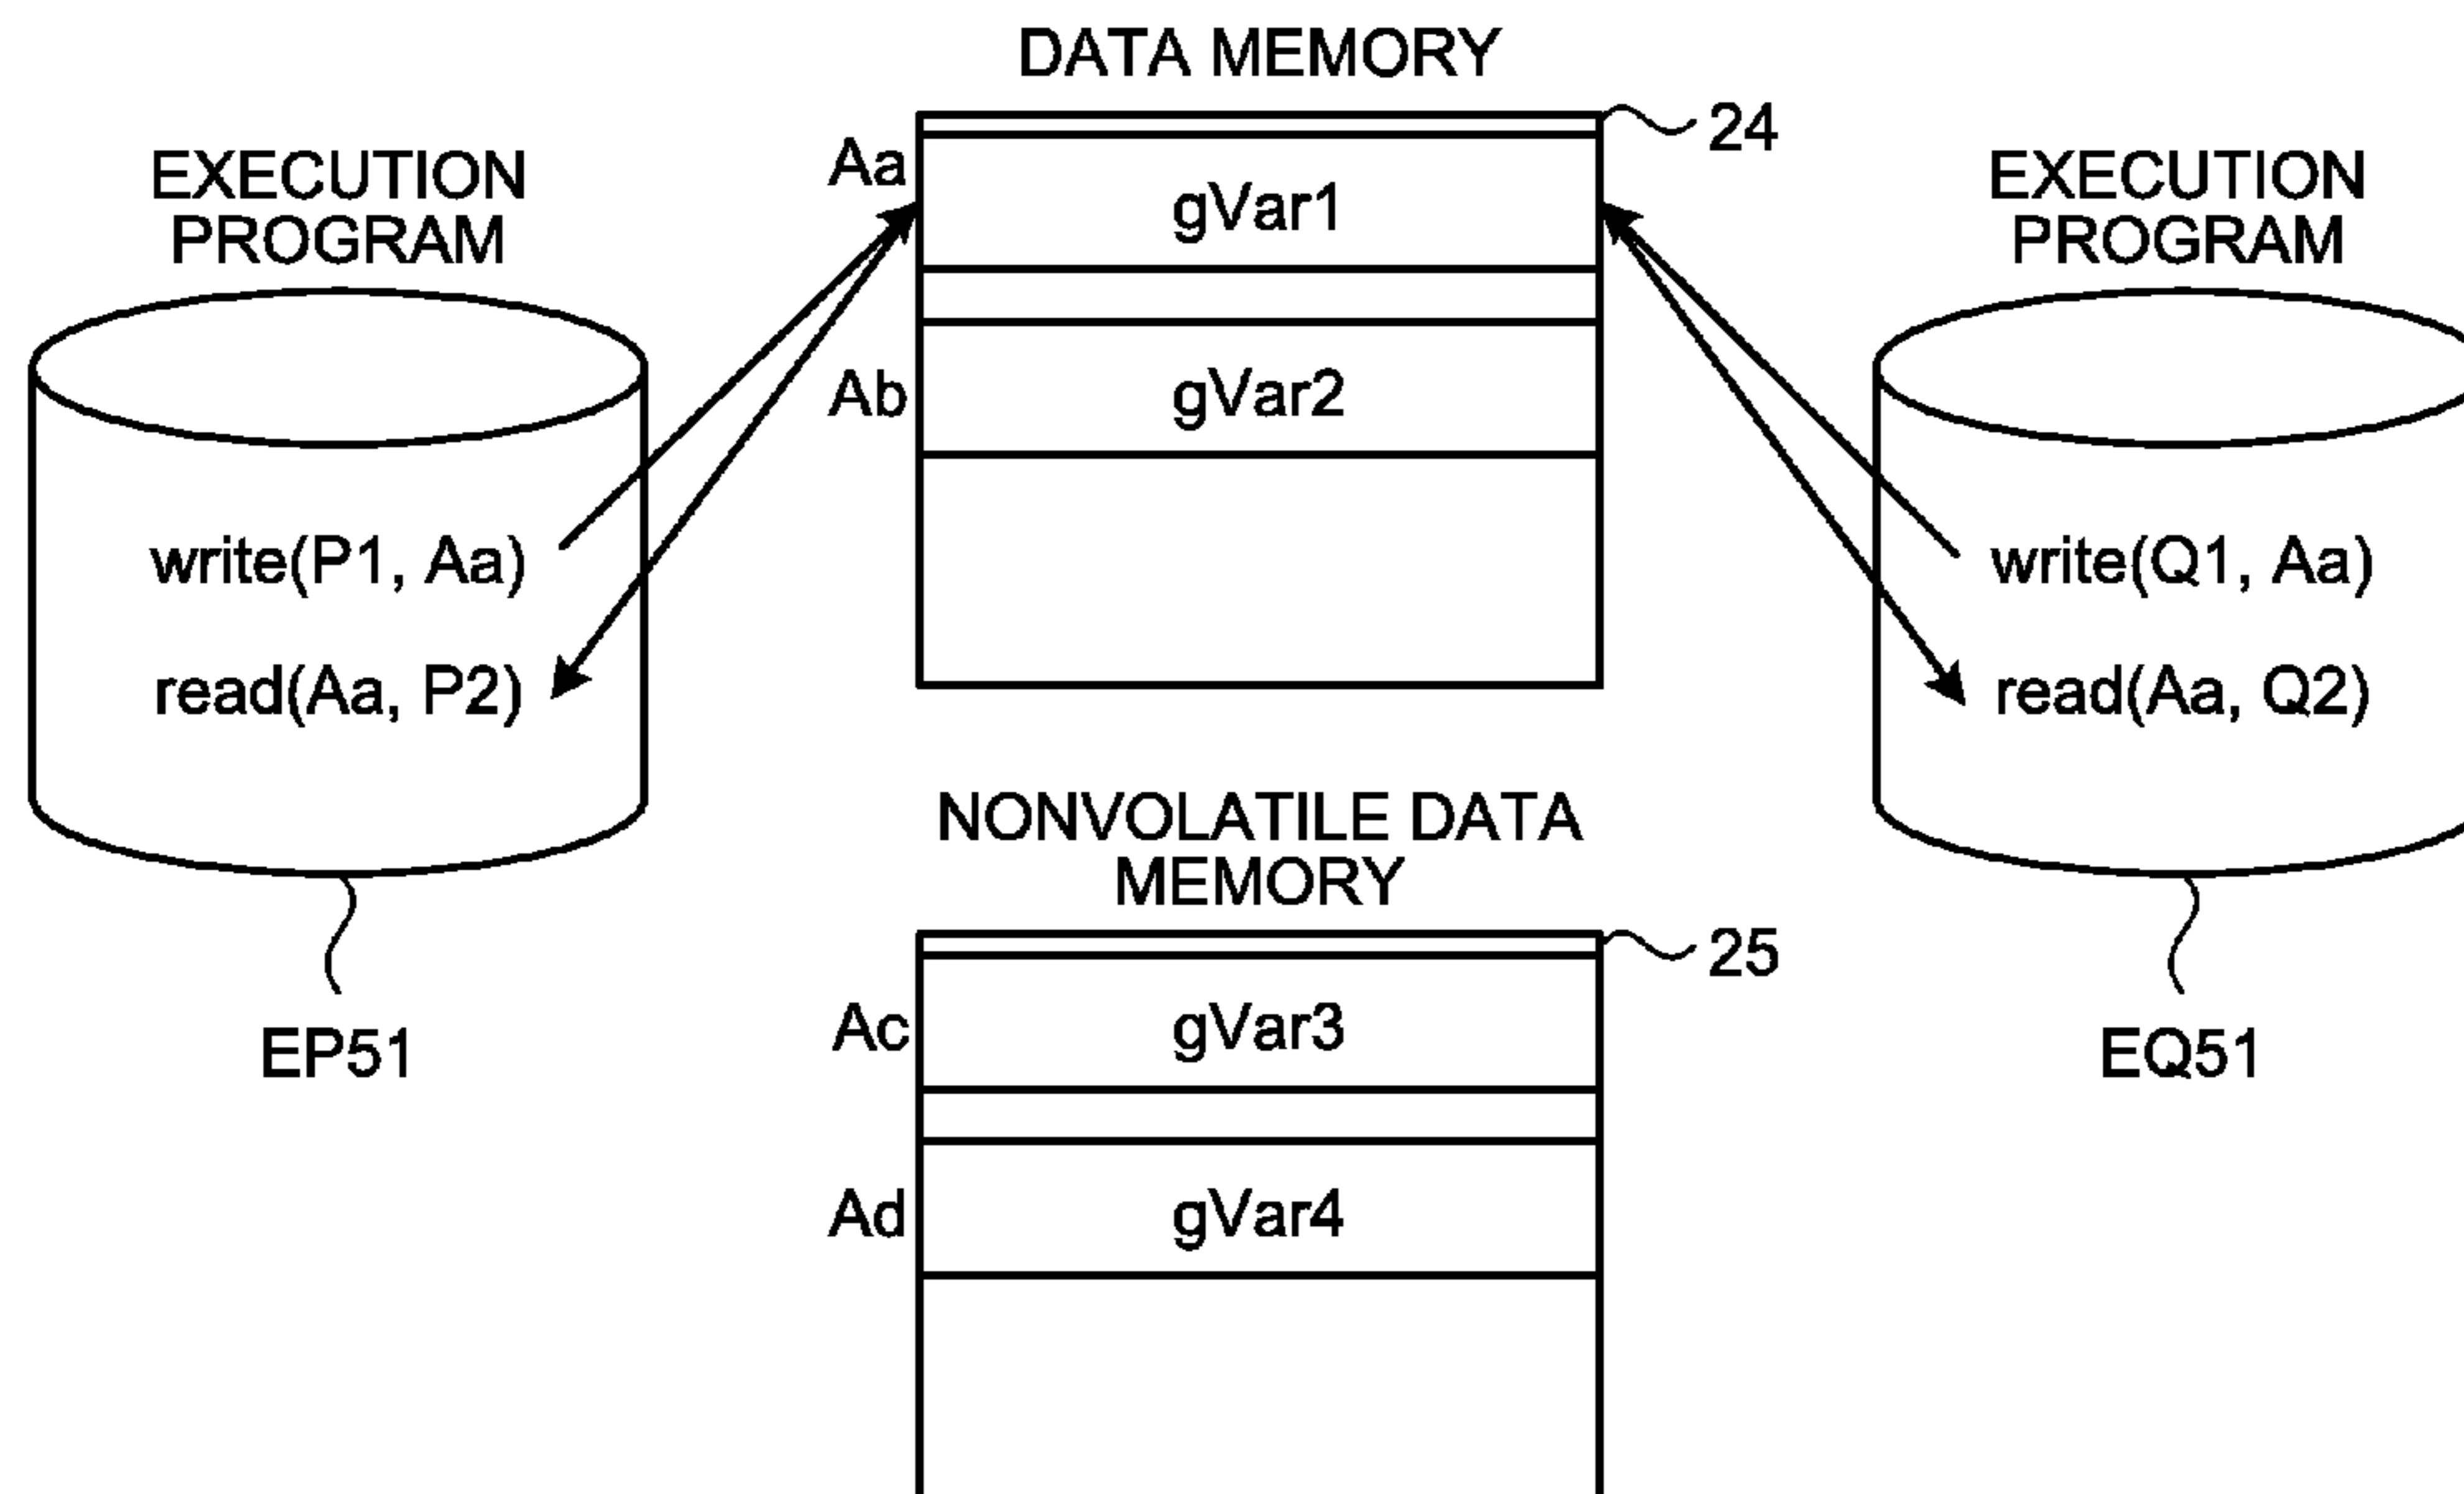 DATA MEMORY
24
Aa
gVar1
Ab
gVar2
EXECUTION
PROGRAM
write(P1, Aa)
read(Aa, P2)
EP51
EXECUTION
PROGRAM
write(Q1, Aa)
read(Aa, Q2)
EQ51
NONVOLATILE DATA
MEMORY
25
Ac
gVar3
Ad
gVar4